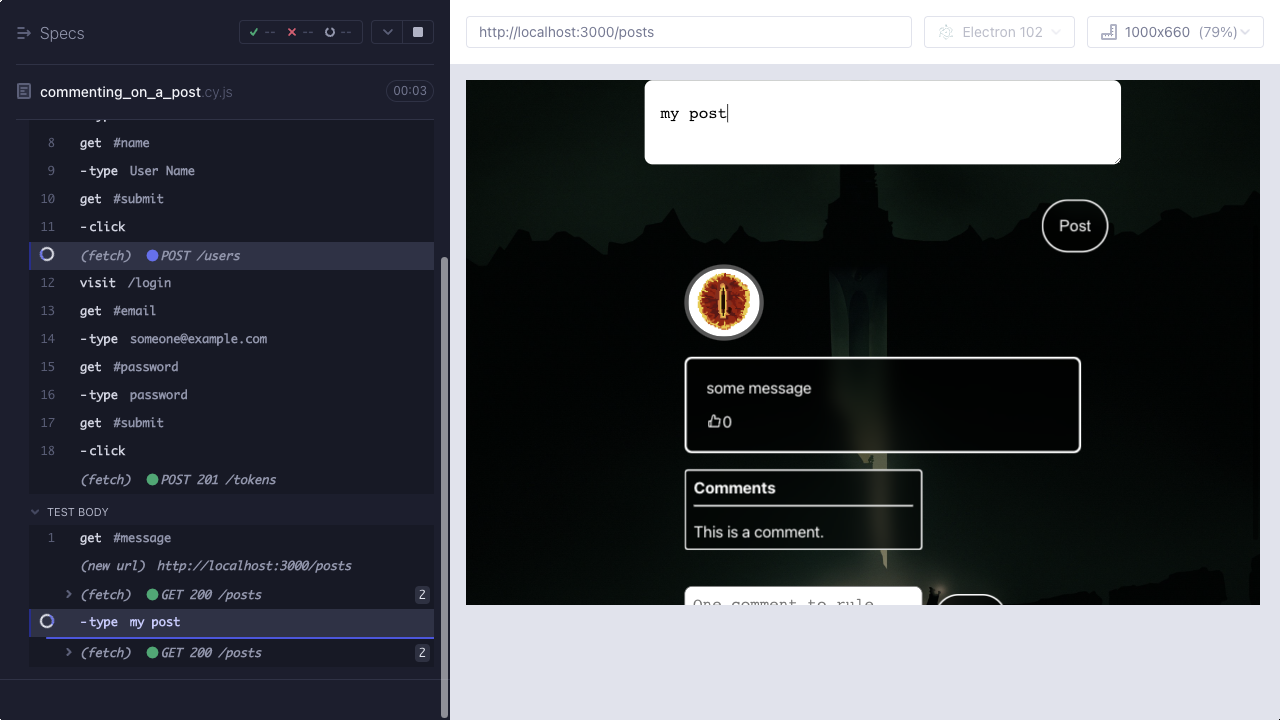 Specs
-- -- --
commenting_on_a_post.cy.js
00:03
8 get #name
9 -type User Name
10 get #submit
11 -click
(fetch) POST /users
12 visit /login
13 get #email
14 -type someone@example.com
15 get #password
16 -type password
17 get #submit
18 -click
(fetch) POST 201 /tokens
TEST BODY
1 get #message
(new url) http://localhost:3000/posts
(fetch) GET 200 /posts 2
-type my post
(fetch) GET 200 /posts 2
http://localhost:3000/posts
Electron 102
1000x660 (79%)
my post
Post
some message
0
Comments
This is a comment.
One comment to rule